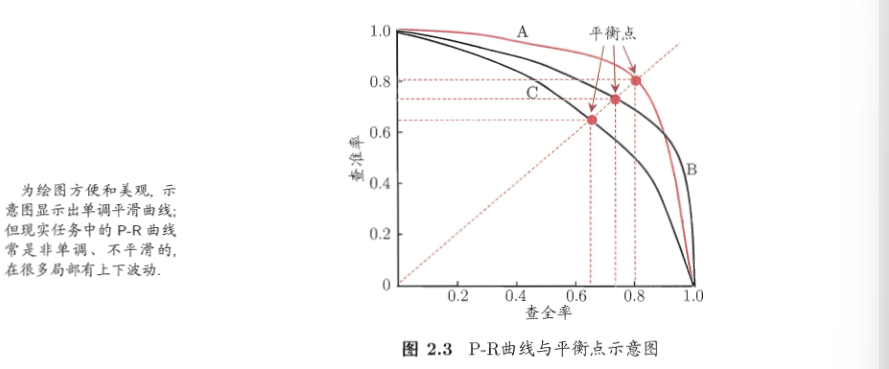 为绘图方便和美观, 示
意图显示出单调平滑曲线;
但现实任务中的 P-R 曲线
常是非单调、不平滑的,
在很多局部有上下波动.
1.0
0.8
0.6
0.4
0.2
0
查准率
A
平衡点
C
B
0.2
0.4
0.6
0.8
1.0
查全率
图 2.3 P-R曲线与平衡点示意图